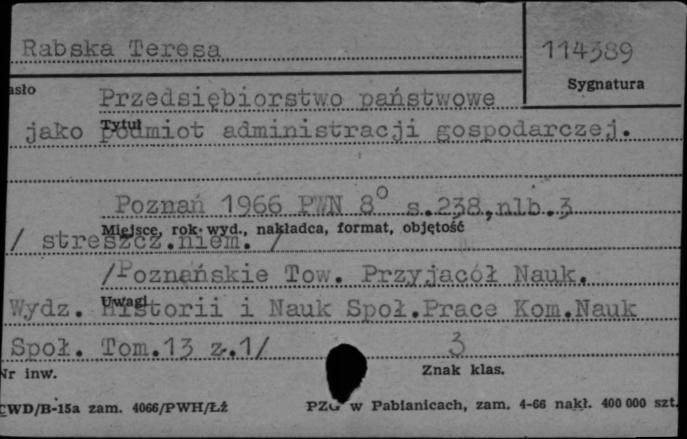 Rabska Teresa
114389
Sygnatura
asło
Przedsiębiorstwo państwowe
Tytuł
jako podmiot administracji gospodarczej.
Poznań 1966 PWN 8° s.238,nlb.3
Miejsce, rok wyd., nakładca, format, objętość
/ streszcz.niem. /
/Poznańskie Tow. Przyjacół Nauk.
Uwagi
Wydz. Historii i Nauk Społ.Prace Kom.Nauk
Społ. Tom.13 z.1/ 3
Nr inw.
Znak klas.
CWD/B-15a zam. 4066/PWH/Łż
PZG w Pabianicach, zam. 4-66 nakł. 400 000 szt.